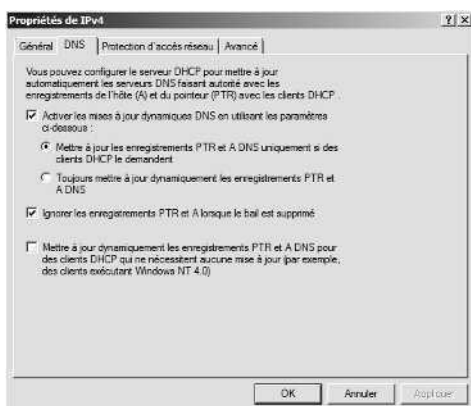 Propriétés de IPv4
Général DNS Protection d'accès réseau Avancé
Vous pouvez configurer le serveur DHCP pour mettre à jour
automatiquement les serveurs DNS faisant autorité avec les
enregistrements de l'hôte (A) et du pointeur (PTR) avec les clients DHCP.
Activer les mises à jour dynamiques DNS en utilisant les paramètres
ci-dessous :
Mettre à jour les enregistrements PTR et A DNS uniquement si des
clients DHCP le demandent
Toujours mettre à jour dynamiquement les enregistrements PTR et
A DNS
Ignorer les enregistrements PTR et A lorsque le bail est supprimé
Mettre à jour dynamiquement les enregistrements PTR et A DNS pour
des clients DHCP qui ne nécessitent aucune mise à jour (par exemple,
des clients exécutant Windows NT 4.0)
OK Annuler Appliquer